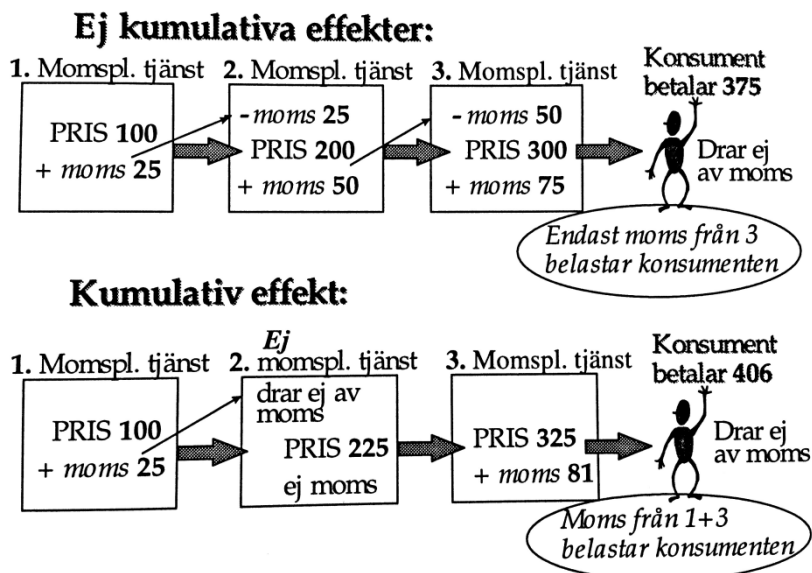 Ej kumulativa effekter:
1. Momspl. tjänst 2. Momspl. tjänst 3. Momspl. tjänst
Konsument
betalar 375
PRIS 100
+ moms 25
- moms 25
PRIS 200
+ moms 50
- moms 50
PRIS 300
+ moms 75
Drar ej
av moms
Endast moms från 3
belastar konsumenten
Kumulativ effekt:
1. Momspl. tjänst
Ej
2. momspl. tjänst
3. Momspl. tjänst
Konsument
betalar 406
PRIS 100
+ moms 25
drar ej av
moms
PRIS 225
ej moms
PRIS 325
+ moms 81
Drar ej
av moms
Moms från 1+3
belastar konsumenten